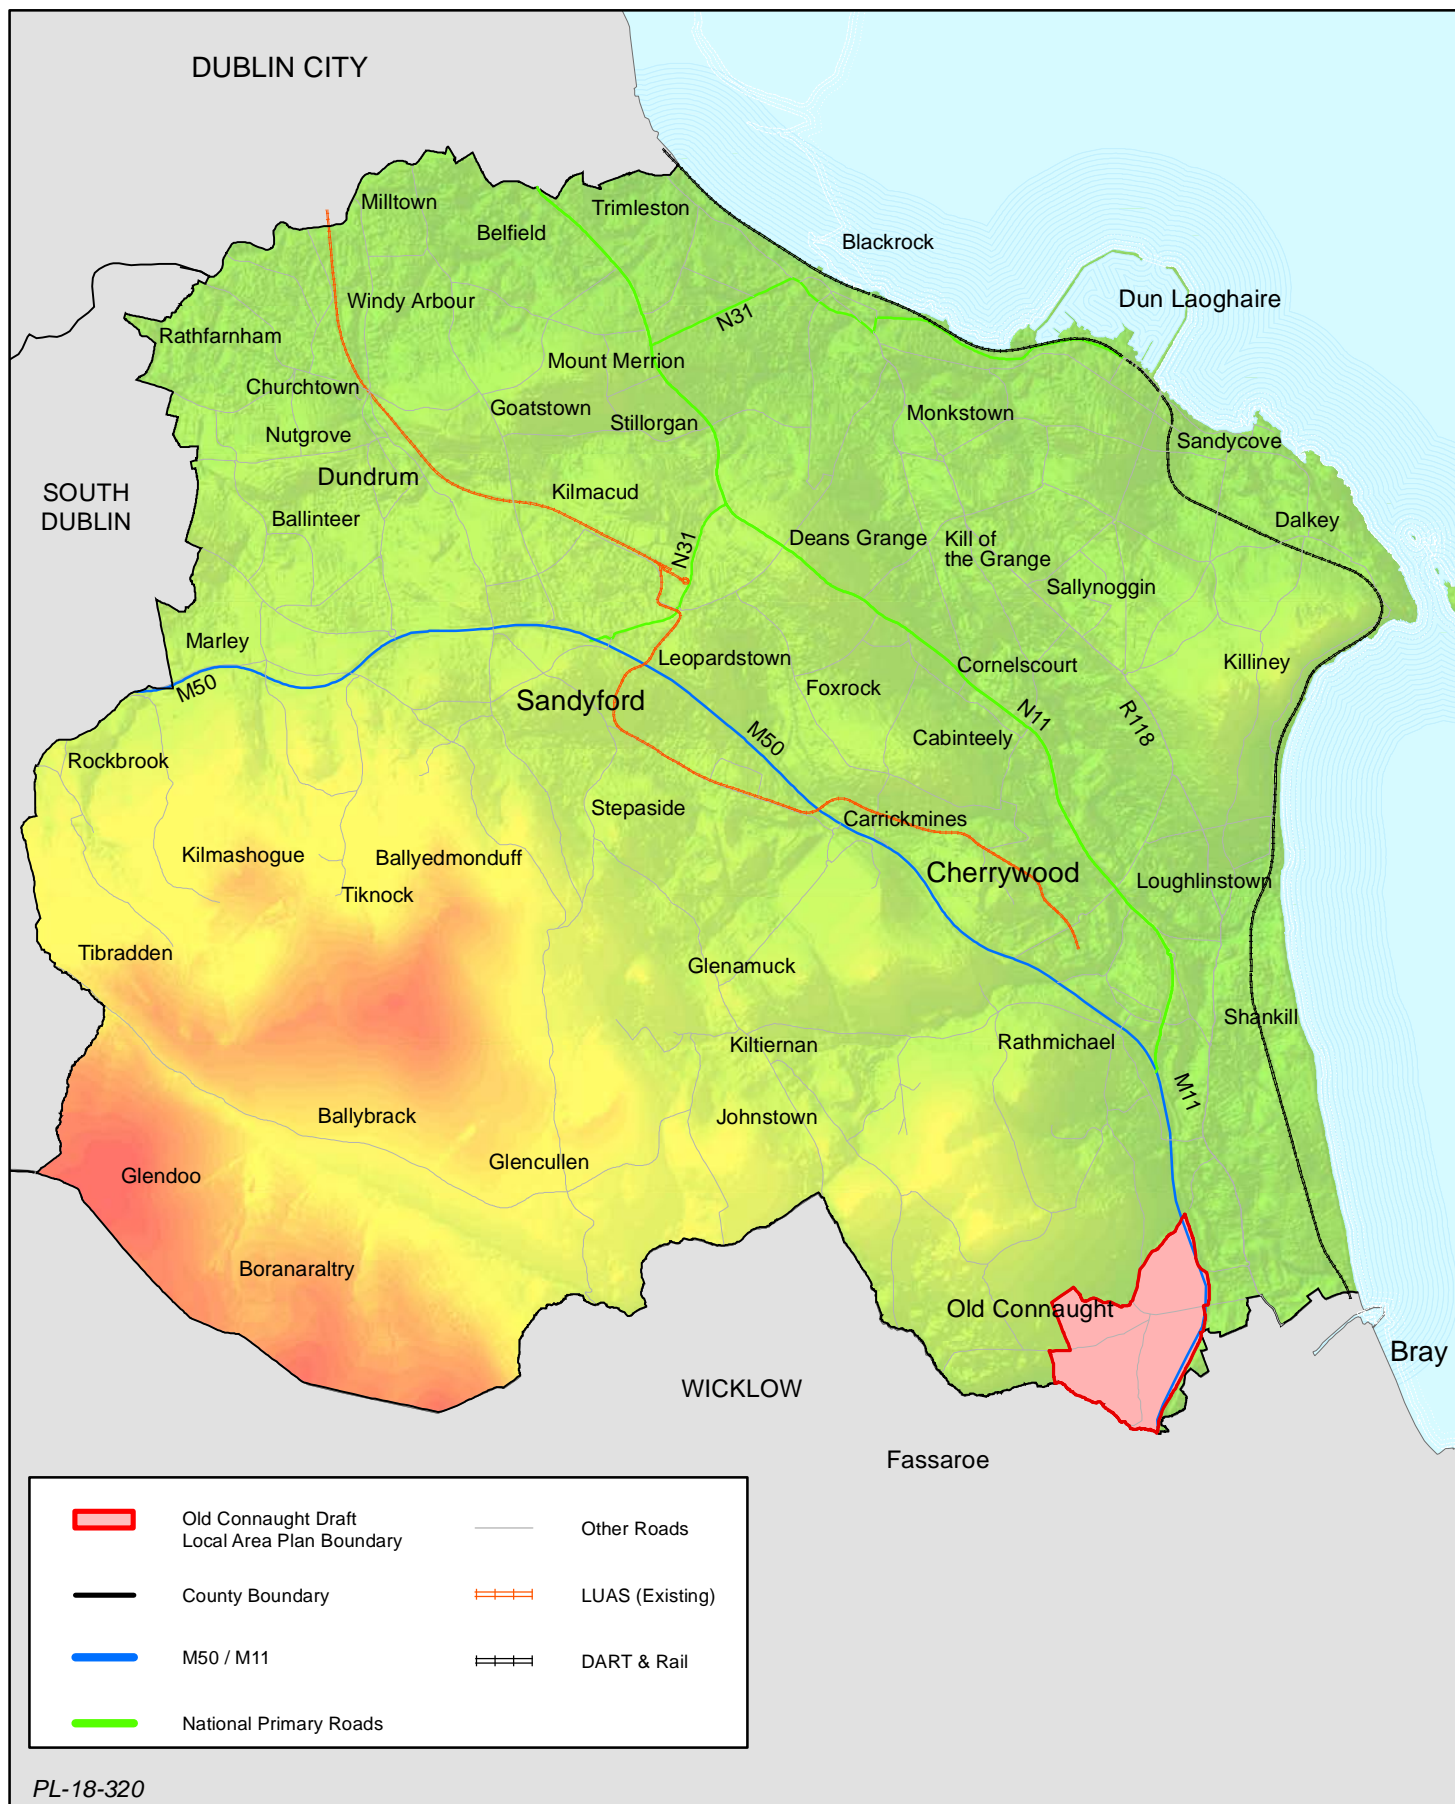 DUBLIN CITY
Milltown
Trimleston
Belfield
Blackrock
Dun Laoghaire
Windy Arbour
N31
Rathfarnham
Mount Merrion
Churchtown
Goatstown
Monkstown
Stillorgan
Nutgrove
Sandycove
Dundrum
SOUTH
DUBLIN
Kilmacud
Ballinteer
Dalkey
Deans Grange
Kill of
the Grange
N31
Sallynoggin
Marley
Leopardstown
Cornelscourt
Killiney
M50
Foxrock
Sandyford
N11
R118
M50
Cabinteely
Rockbrook
Stepaside
Carrickmines
Kilmashogue
Ballyedmonduff
Cherrywood
Loughlinstown
Tiknock
Tibradden
Glenamuck
Shankill
Kiltiernan
Rathmichael
M11
Ballybrack
Johnstown
Glencullen
Glendoo
Boranaraltry
Old Connaught
Bray
WICKLOW
Fassaroe
Old Connaught Draft
Local Area Plan Boundary
Other Roads
County Boundary
LUAS (Existing)
M50 / M11
DART & Rail
National Primary Roads
PL-18-320